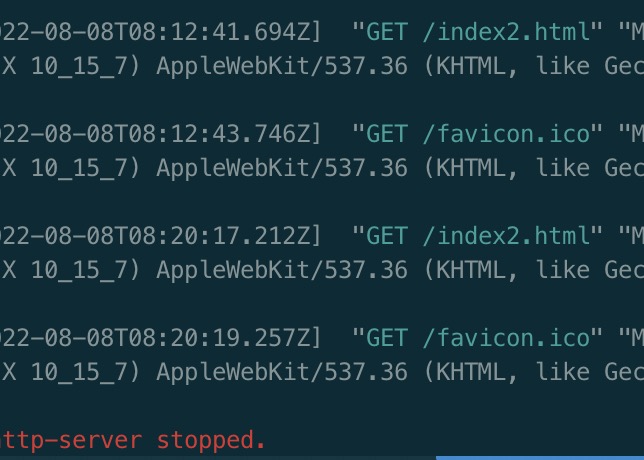 22-08-08T08:12:41.694Z]  "GET /index2.html" "M
X 10_15_7) AppleWebKit/537.36 (KHTML, like Gec
22-08-08T08:12:43.746Z]  "GET /favicon.ico" "M
X 10_15_7) AppleWebKit/537.36 (KHTML, like Gec
22-08-08T08:20:17.212Z]  "GET /index2.html" "M
X 10_15_7) AppleWebKit/537.36 (KHTML, like Gec
22-08-08T08:20:19.257Z]  "GET /favicon.ico" "M
X 10_15_7) AppleWebKit/537.36 (KHTML, like Gec
ttp-server stopped.